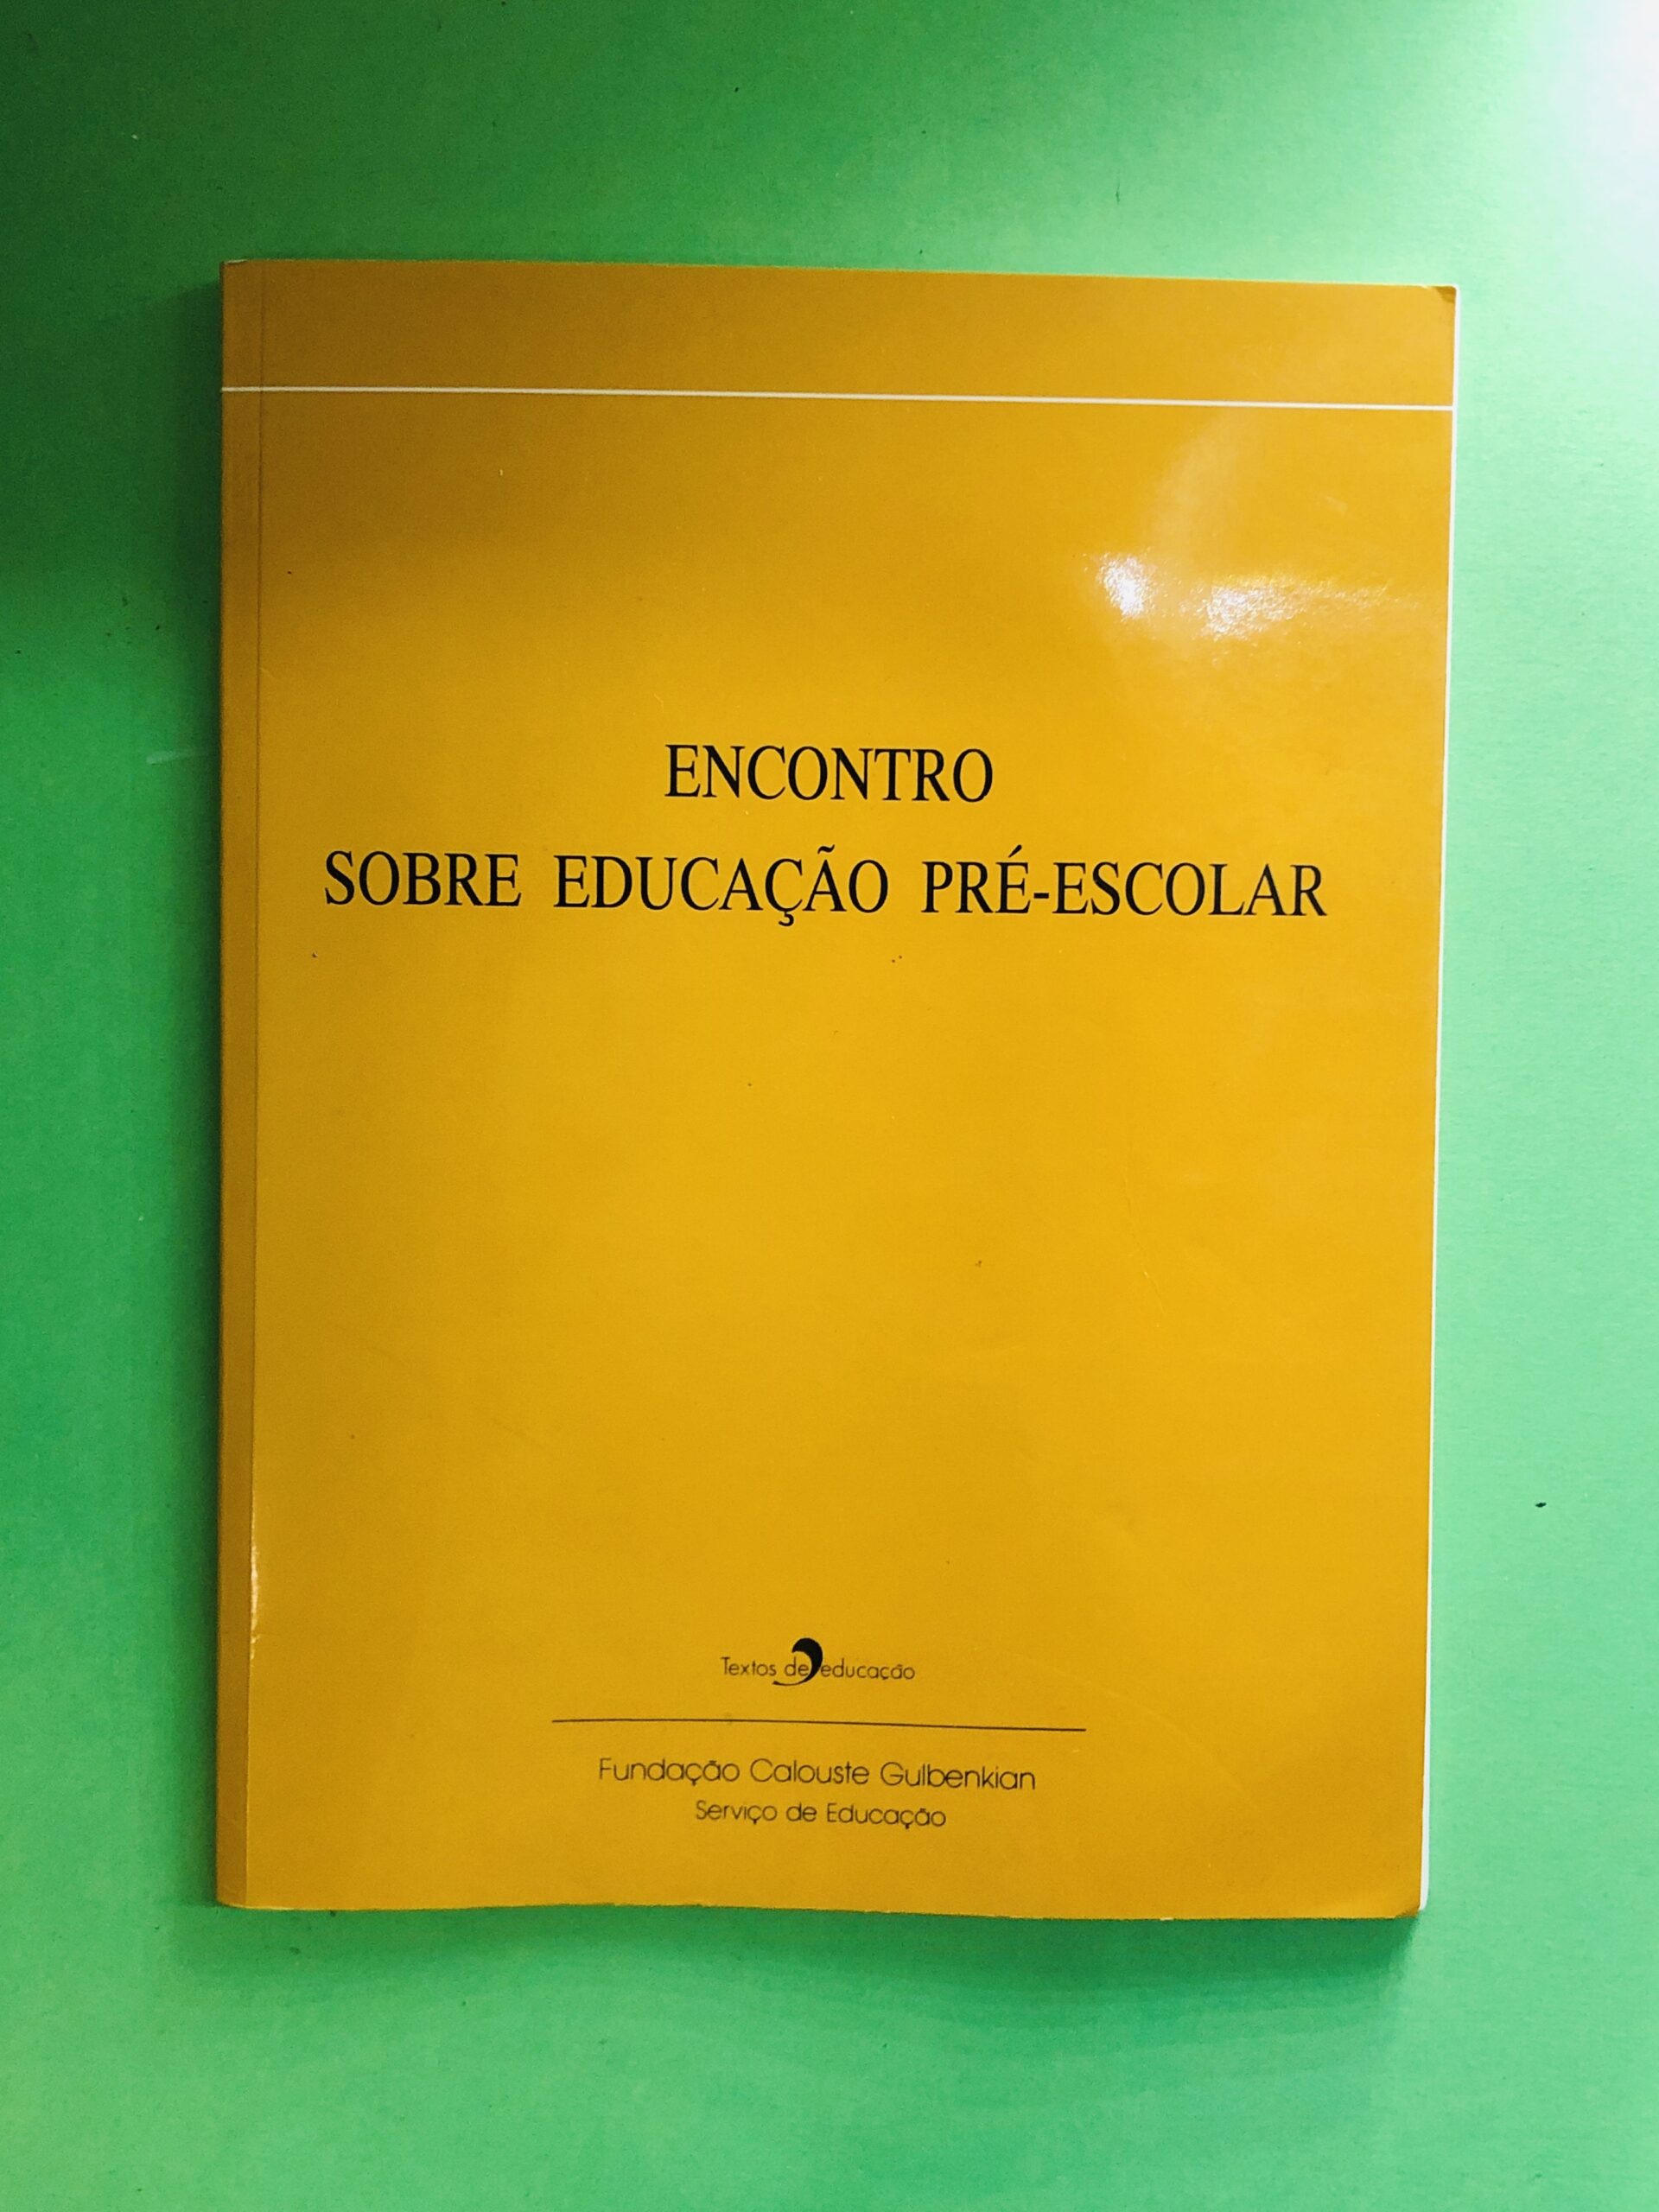 ENCONTRO
SOBRE EDUCAÇÃO PRÉ-ESCOLAR
Textos de educação
Fundação Calouste Gulbenkian
Serviço de Educação